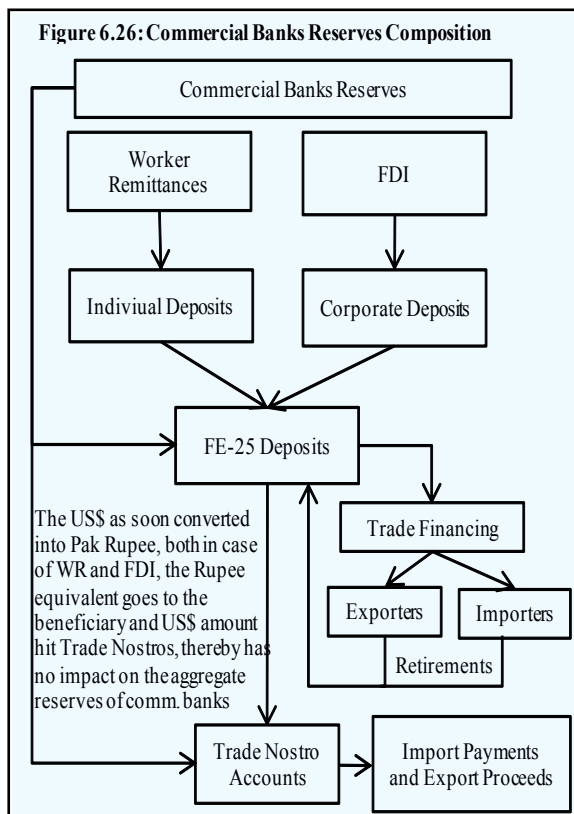 Figure 6.26: Commercial Banks Reserves Composition
Commercial Banks Reserves
Worker
Remittances
FDI
Indiviual Deposits
Corporate Deposits
FE-25 Deposits
The US$ as soon converted
into Pak Rupee, both in case
of WR and FDI, the Rupee
equivalent goes to the
beneficiary and US$ amount
hit Trade Nostros, thereby has
no impact on the aggregate
reserves of comm. banks
Trade Financing
Exporters
Importers
Retirements
Trade Nostro
Accounts
Import Payments
and Export Proceeds